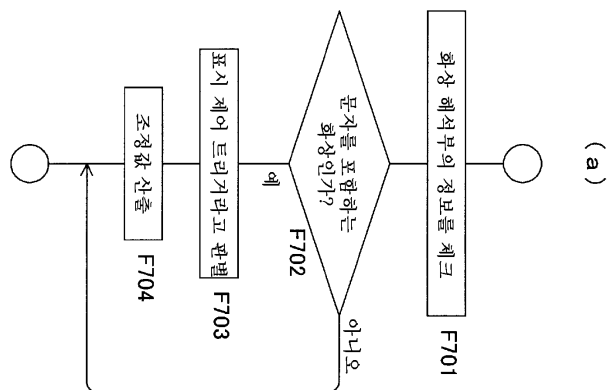 (a)
화상 해석부의 정보를 체크
F701
문자를 포함하는
화상인가?
F702
아니오
예
표시 제어 트리거라고 판별
F703
조정값 산출
F704